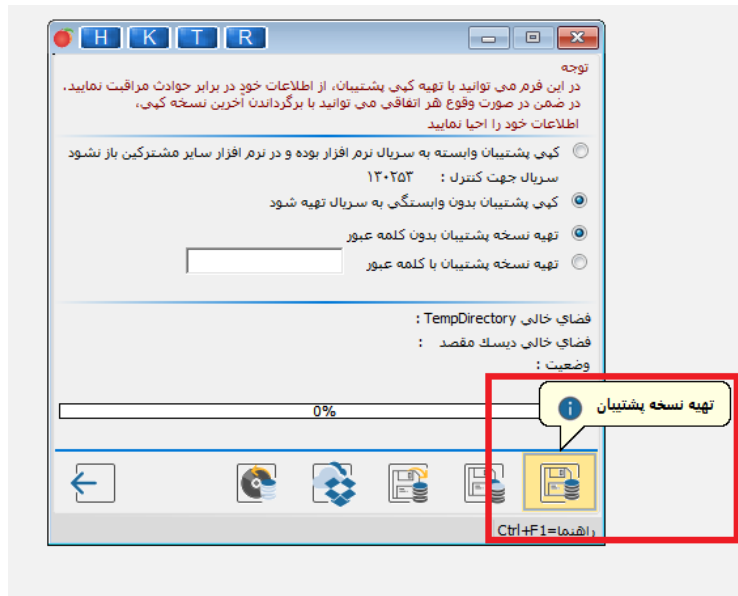 H K T R
توجه
در این فرم می توانید با تهیه کپی پشتیبان، از اطلاعات خود در برابر حوادث مراقبت نمایید،
در ضمن در صورت وقوع هر اتفاقی می توانید با برگرداندن آخرین نسخه کپی،
اطلاعات خود را احیا نمایید
کپی پشتیبان وابسته به سریال نرم افزار بوده و در نرم افزار سایر مشترکین باز نشود
سریال جهت کنترل : ۱۳۰۲۵۳
کپی پشتیبان بدون وابستگی به سریال تهیه شود
تهیه نسخه پشتیبان بدون کلمه عبور
تهیه نسخه پشتیبان با کلمه عبور
فضاي خالی TempDirectory :
فضاي خالی دیسك مقصد :
وضعیت :
تهیه نسخه پشتیبان
0%
راهنما=Ctrl+F1